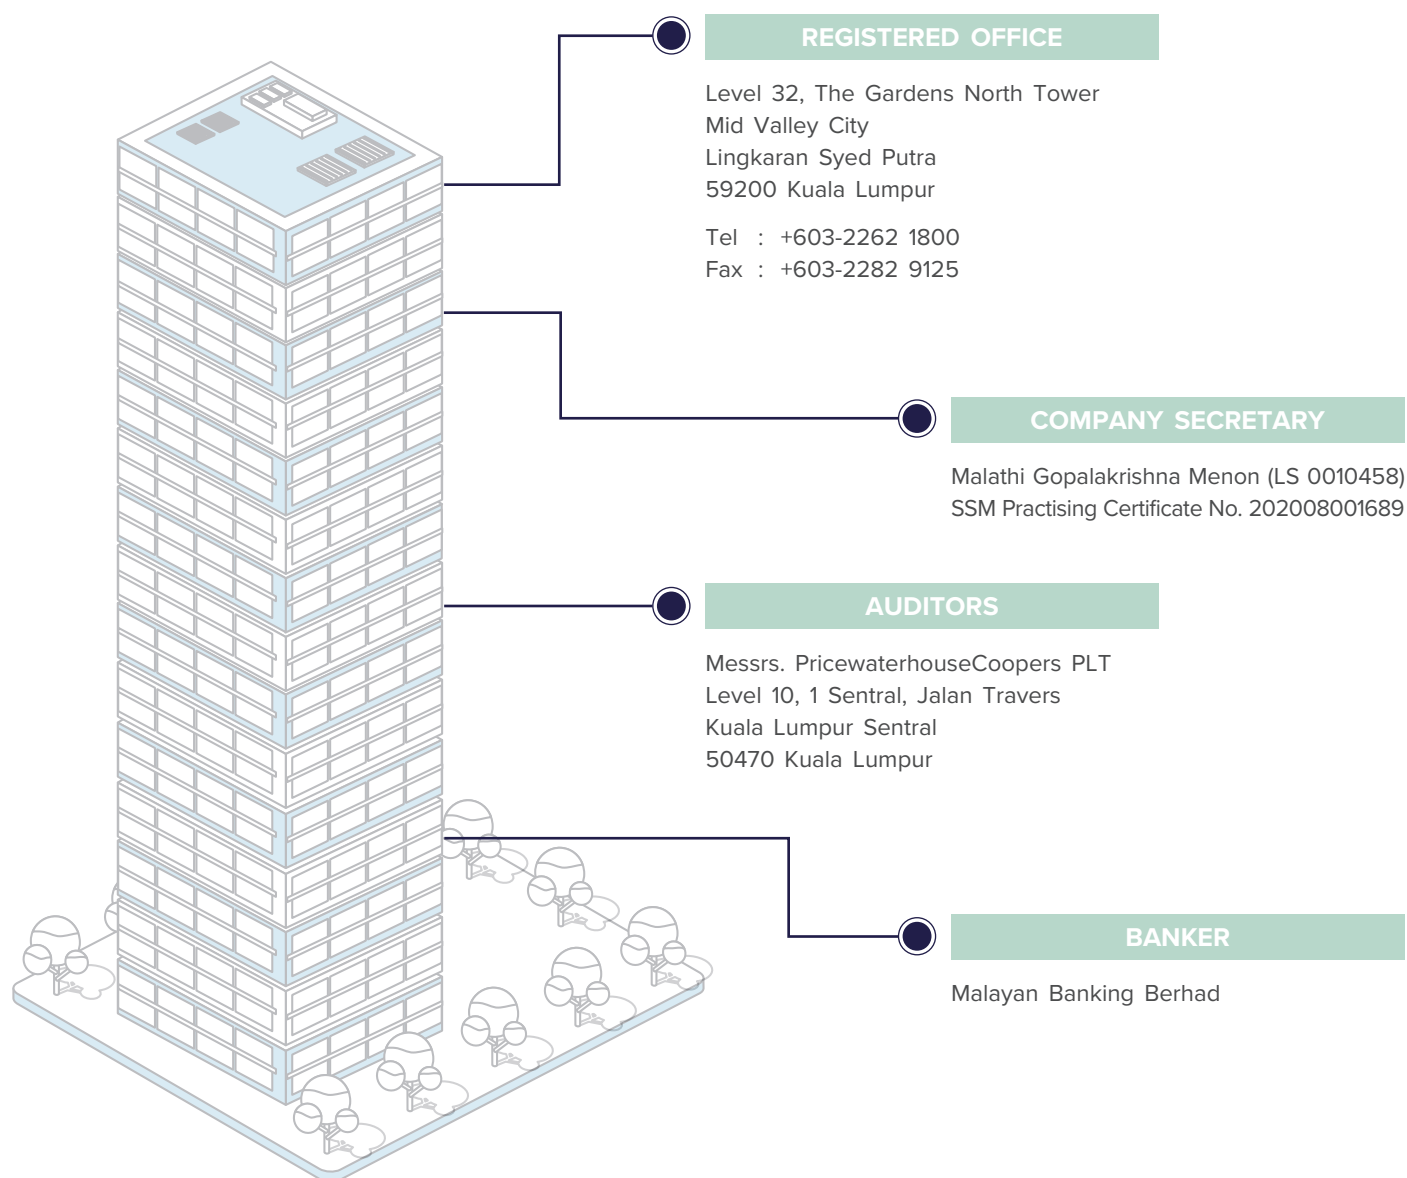 REGISTERED OFFICE
Level 32, The Gardens North Tower
Mid Valley City
Lingkaran Syed Putra
59200 Kuala Lumpur
Tel : +603-2262 1800
Fax : +603-2282 9125
COMPANY SECRETARY
Malathi Gopalakrishna Menon (LS 0010458)
SSM Practising Certificate No. 202008001689
AUDITORS
Messrs. PricewaterhouseCoopers PLT
Level 10, 1 Sentral, Jalan Travers
Kuala Lumpur Sentral
50470 Kuala Lumpur
BANKER
Malayan Banking Berhad